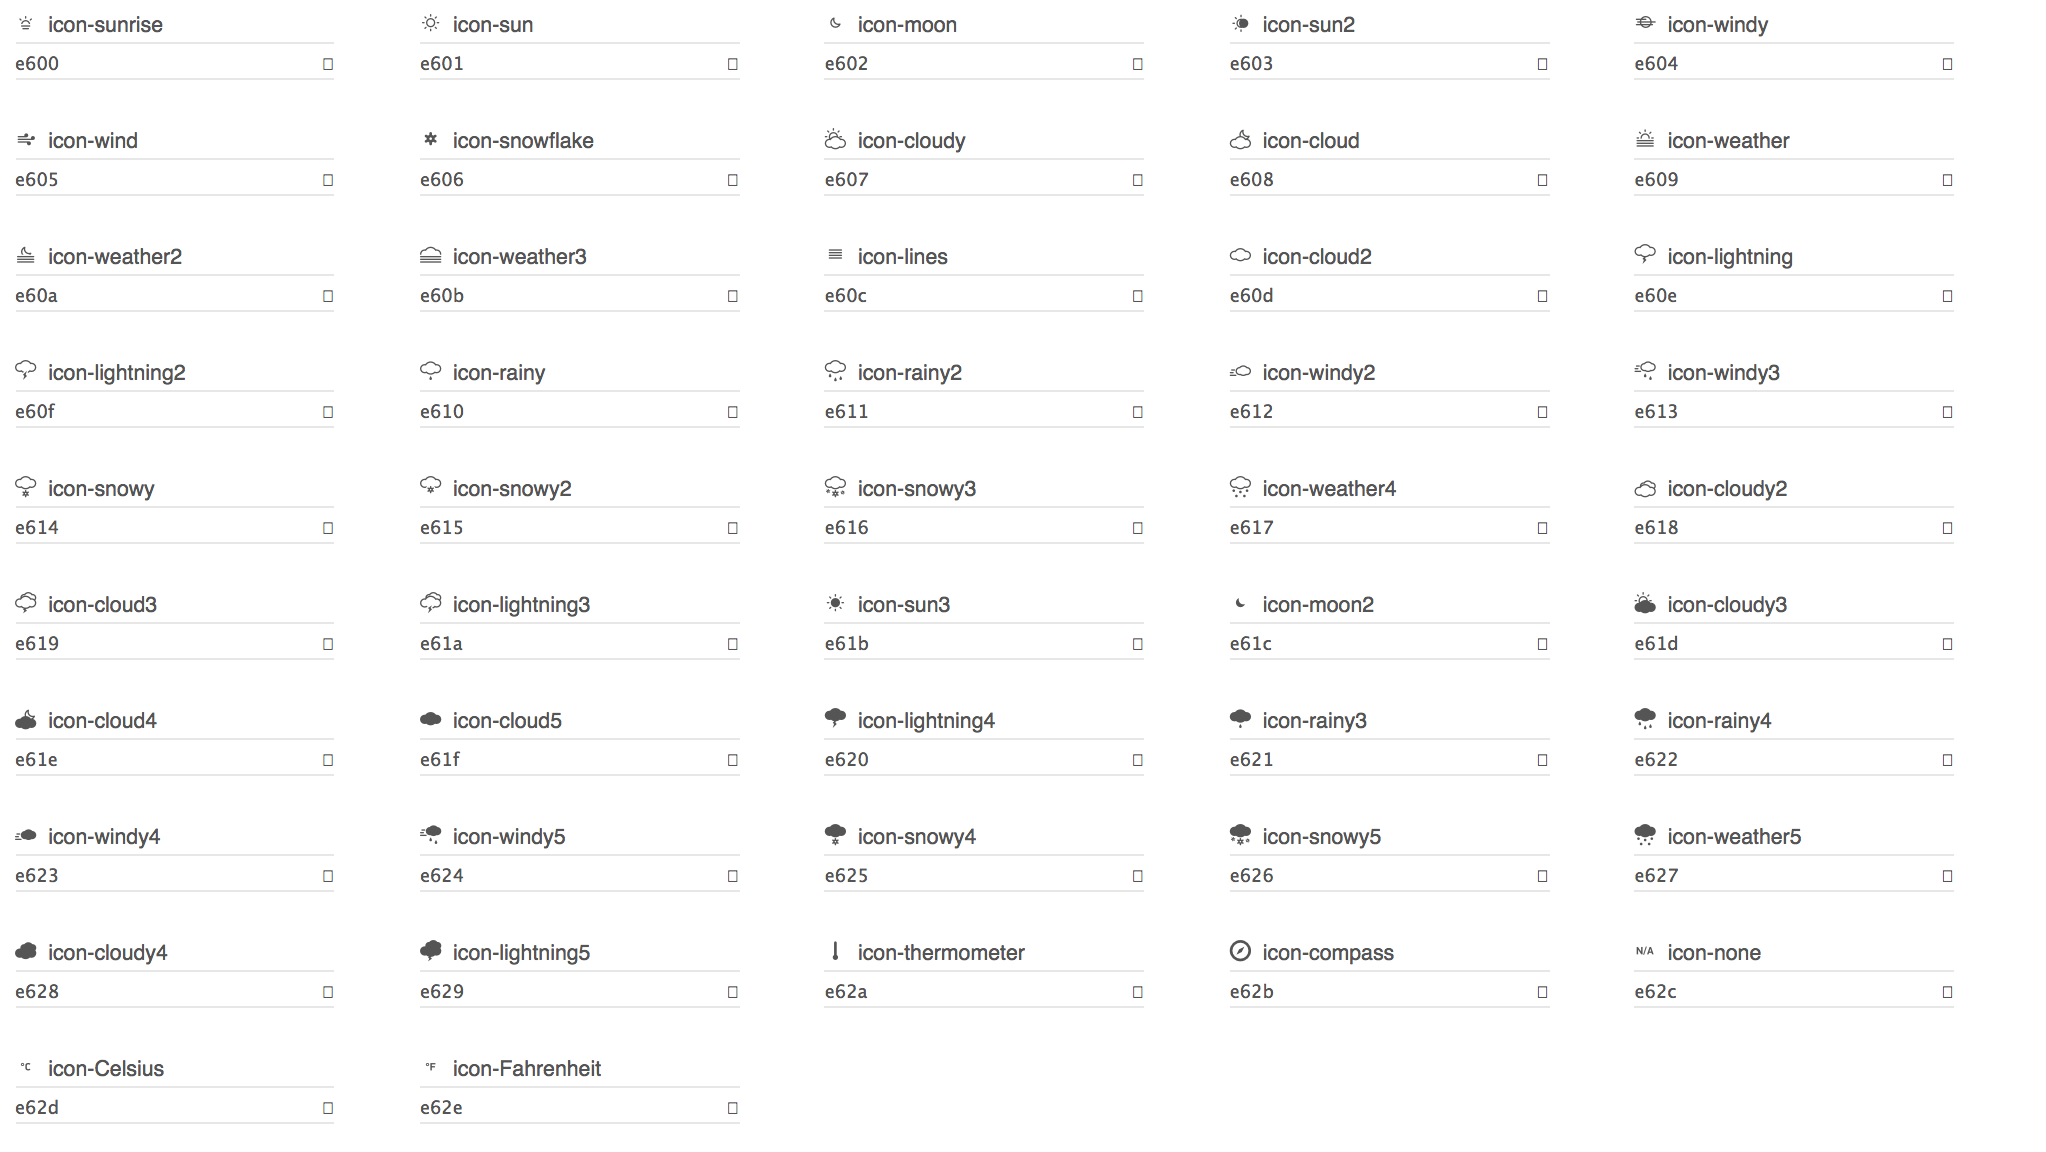 icon-sunrise icon-sun icon-moon icon-sun2 icon-windy
e600 e601 e602 e603 e604
icon-wind icon-snowflake icon-cloudy icon-cloud icon-weather
e605 e606 e607 e608 e609
icon-weather2 icon-weather3 icon-lines icon-cloud2 icon-lightning
e60a e60b e60c e60d e60e
icon-lightning2 icon-rainy icon-rainy2 icon-windy2 icon-windy3
e60f e610 e611 e612 e613
icon-snowy icon-snowy2 icon-snowy3 icon-weather4 icon-cloudy2
e614 e615 e616 e617 e618
icon-cloud3 icon-lightning3 icon-sun3 icon-moon2 icon-cloudy3
e619 e61a e61b e61c e61d
icon-cloud4 icon-cloud5 icon-lightning4 icon-rainy3 icon-rainy4
e61e e61f e620 e621 e622
icon-windy4 icon-windy5 icon-snowy4 icon-snowy5 icon-weather5
e623 e624 e625 e626 e627
icon-cloudy4 icon-lightning5 icon-thermometer icon-compass N/A icon-none
e628 e629 e62a e62b e62c
°C icon-Celsius °F icon-Fahrenheit
e62d e62e